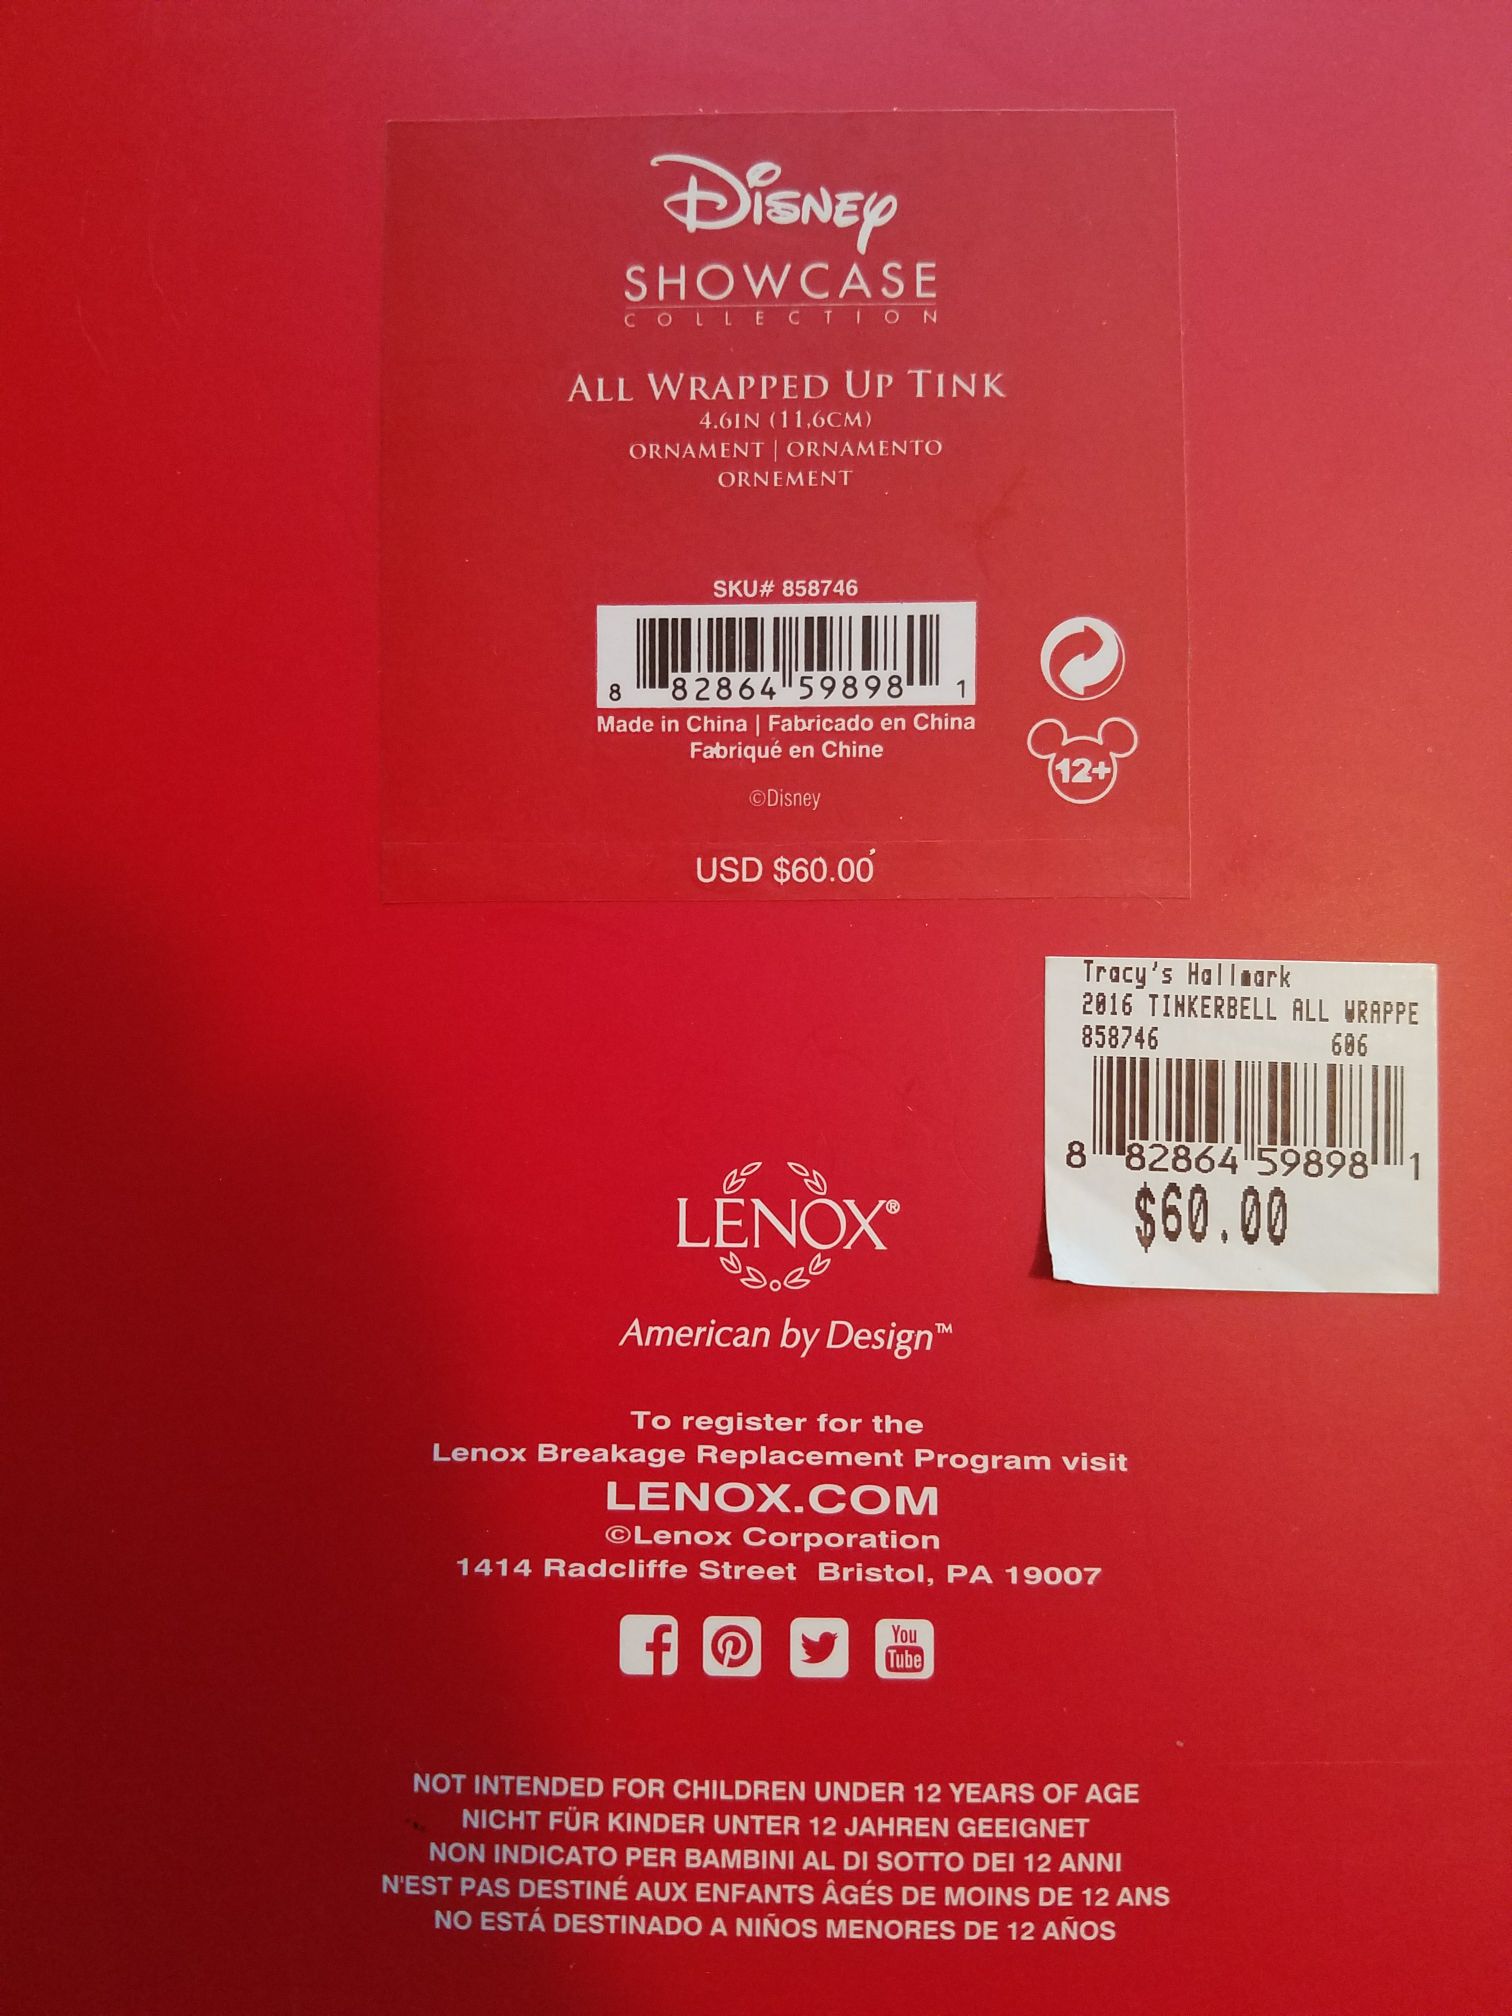 Disney
SHOWCASE
COLLECTION
ALL WRAPPED UP TINK
4.6IN (11,6CM)
ORNAMENT | ORNAMENTO
ORNEMENT
SKU# 858746
8 82864 59898 1
Made in China | Fabricado en China
Fabriqué en Chine
12+
©Disney
USD $60.00
Tracy's Hallmark
2016 TINKERBELL ALL WRAPPE
858746 606
8 82864 59898 1
$60.00
LENOX®
American by Design™
To register for the
Lenox Breakage Replacement Program visit
LENOX.COM
©Lenox Corporation
1414 Radcliffe Street Bristol, PA 19007
You
Tube
NOT INTENDED FOR CHILDREN UNDER 12 YEARS OF AGE
NICHT FÜR KINDER UNTER 12 JAHREN GEEIGNET
NON INDICATO PER BAMBINI AL DI SOTTO DEI 12 ANNI
N'EST PAS DESTINÉ AUX ENFANTS ÂGÉS DE MOINS DE 12 ANS
NO ESTÁ DESTINADO A NIÑOS MENORES DE 12 AÑOS